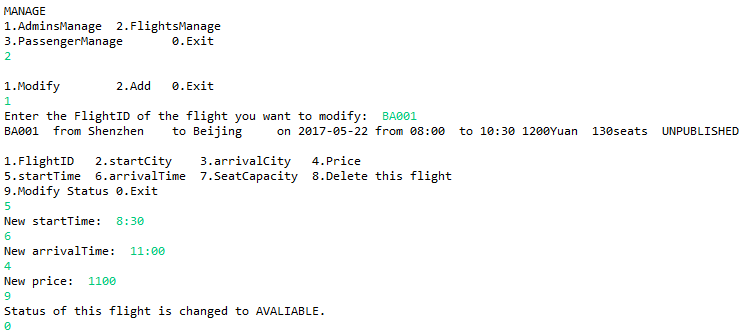 MANAGE
1.AdminsManage 2.FlightsManage
3.PassengerManage 0.Exit
2
1.Modify 2.Add 0.Exit
1
Enter the FlightID of the flight you want to modify: BA001
BA001 from Shenzhen to Beijing on 2017-05-22 from 08:00 to 10:30 1200Yuan 130seats UNPUBLISHED
1.FlightID 2.startCity 3.arrivalCity 4.Price
5.startTime 6.arrivalTime 7.SeatCapacity 8.Delete this flight
9.Modify Status 0.Exit
5
New startTime: 8:30
6
New arrivalTime: 11:00
4
New price: 1100
9
Status of this flight is changed to AVALIABLE.
0